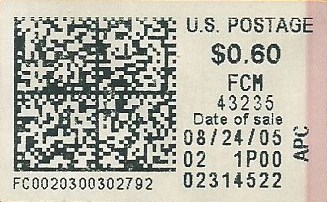 U.S. POSTAGE
$0.60
FCM
43235
Date of sale
08/24/05
02 1P00
02314522
APC
FC0020300302792